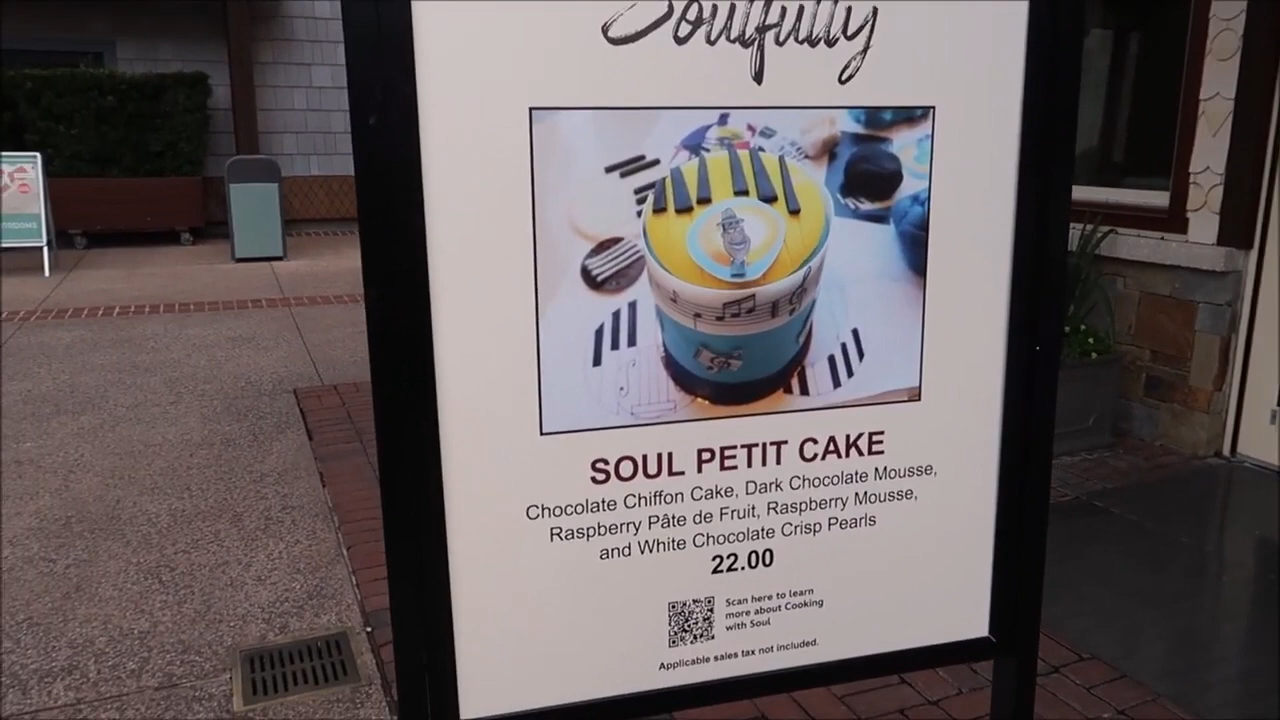 Soulfully
SOUL PETIT CAKE
Chocolate Chiffon Cake, Dark Chocolate Mousse,
Raspberry Pâte de Fruit, Raspberry Mousse,
and White Chocolate Crisp Pearls
22.00
Scan here to learn
more about Cooking
with Soul
Applicable sales tax not included.